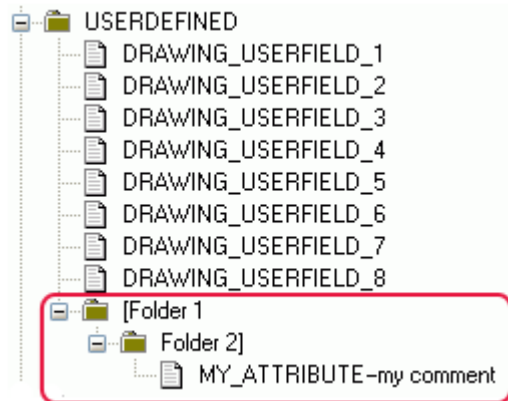 USERDEFINED
DRAWING_USERFIELD_1
DRAWING_USERFIELD_2
DRAWING_USERFIELD_3
DRAWING_USERFIELD_4
DRAWING_USERFIELD_5
DRAWING_USERFIELD_6
DRAWING_USERFIELD_7
DRAWING_USERFIELD_8
[Folder 1
Folder 2]
MY_ATTRIBUTE-my comment